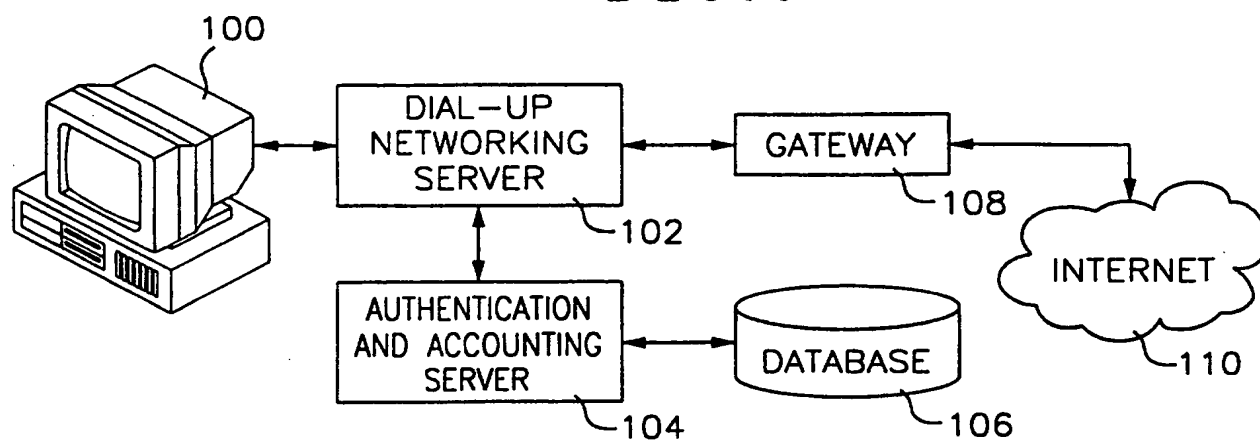 100
DIAL-UP
NETWORKING
SERVER
102
GATEWAY
108
INTERNET
110
AUTHENTICATION
AND ACCOUNTING
SERVER
104
DATABASE
106